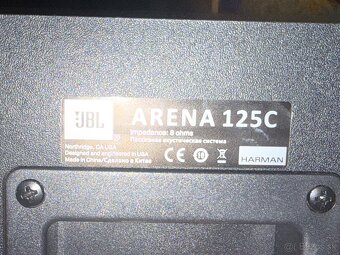 JBL
ARENA 125C
Impedance: 8 ohms
Пассивная акустическая система
Northridge, CA USA
Designed and engineered in USA
Made in China/Сделано в Китае
CE
10
HARMAN